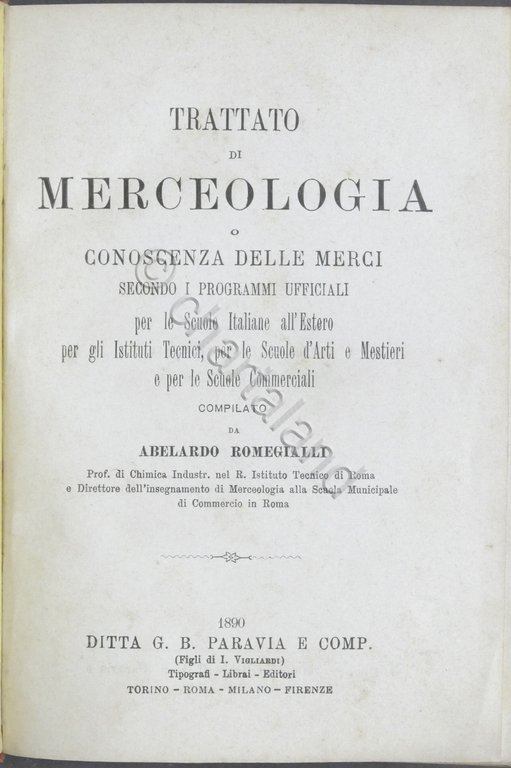 TRATTATO
DI
MERCEOLOGIA
O
CONOSCENZA DELLE MERCI
SECONDO I PROGRAMMI UFFICIALI
per le Scuole Italiane all'Estero
per gli Istituti Tecnici, per le Scuole d'Arti e Mestieri
e per le Scuole Commerciali
COMPILATO
DA
ABELARDO ROMEGIALLI
Prof. di Chimica Industr. nel R. Istituto Tecnico di Roma
e Direttore dell'insegnamento di Merceologia alla Scuola Municipale
di Commercio in Roma
1890
DITTA G. B. PARAVIA E COMP.
(Figli di I. VIGLIARDI)
Tipografi - Librai - Editori
TORINO - ROMA - MILANO - FIRENZE
© chartaland